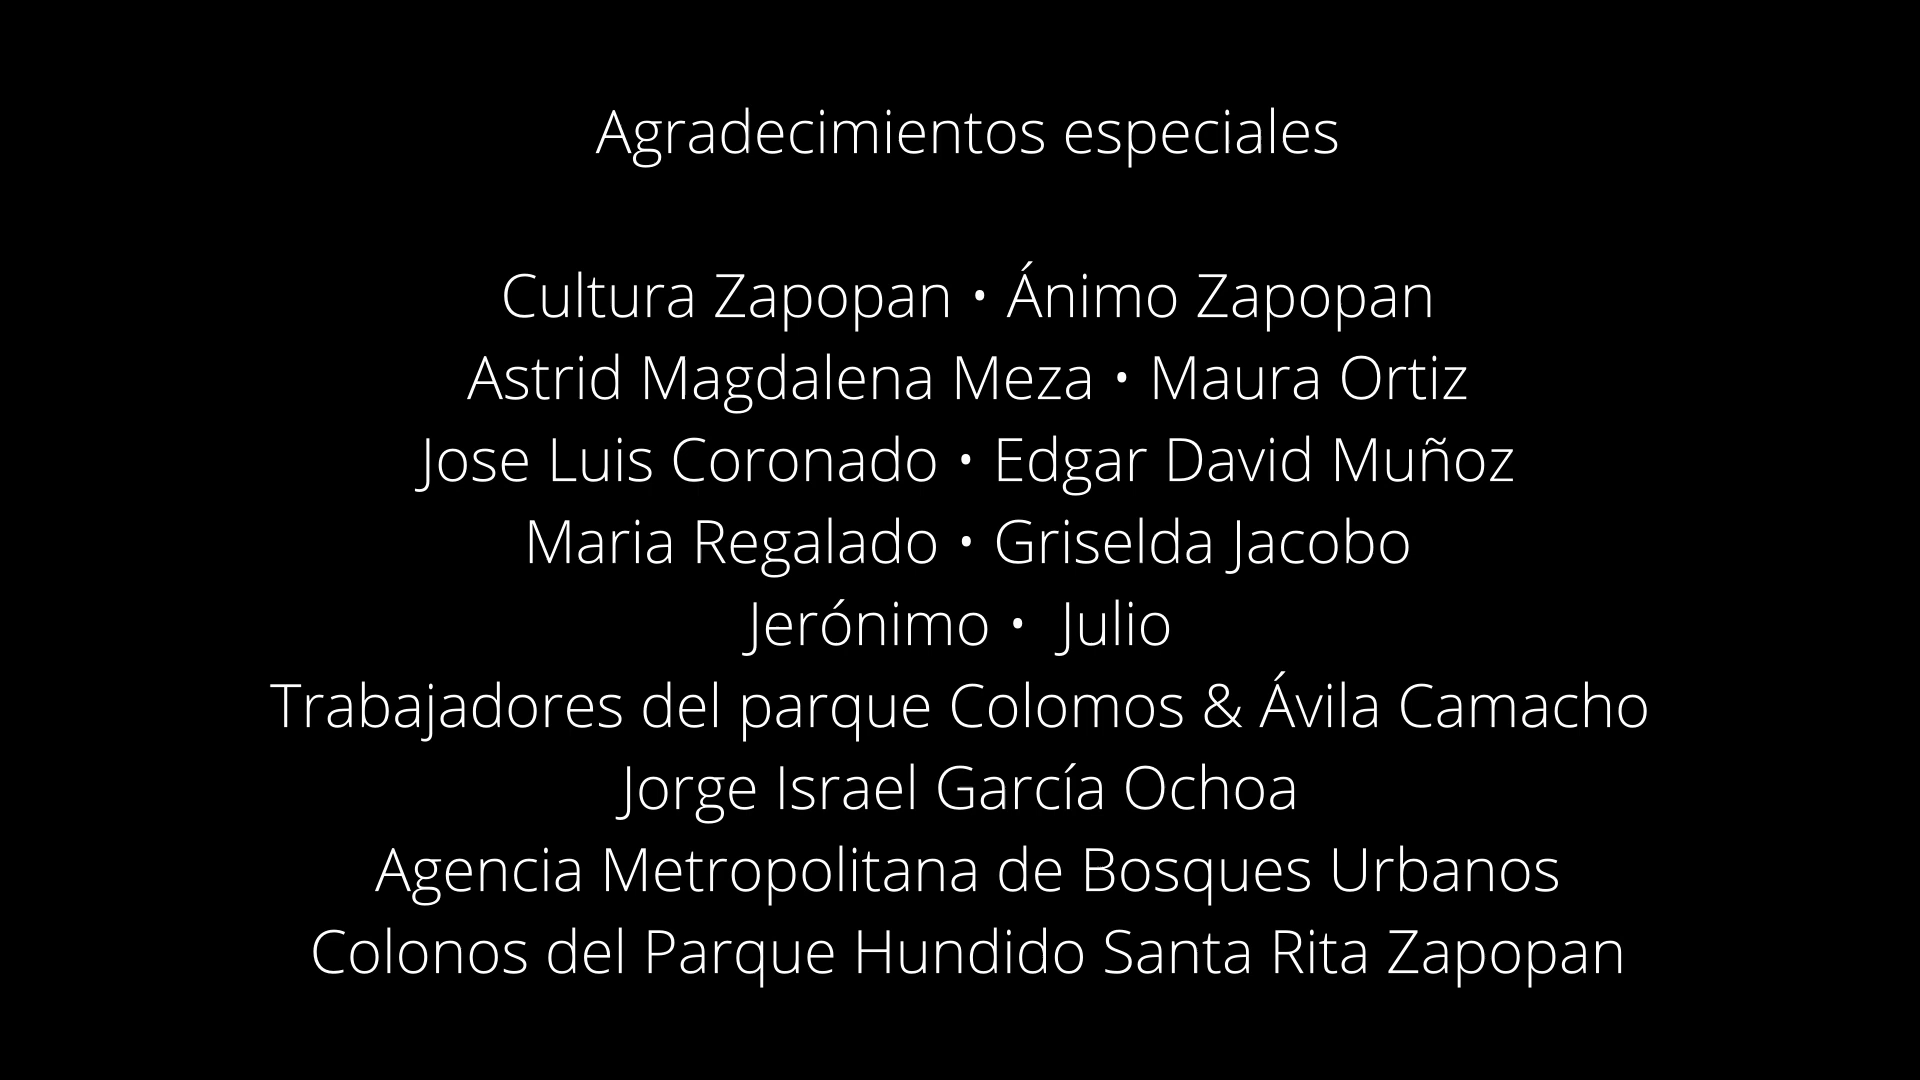 Agradecimientos especiales
Cultura Zapopan • Ánimo Zapopan
Astrid Magdalena Meza • Maura Ortiz
Jose Luis Coronado • Edgar David Muñoz
Maria Regalado • Griselda Jacobo
Jerónimo •  Julio
Trabajadores del parque Colomos & Ávila Camacho
Jorge Israel García Ochoa
Agencia Metropolitana de Bosques Urbanos
Colonos del Parque Hundido Santa Rita Zapopan